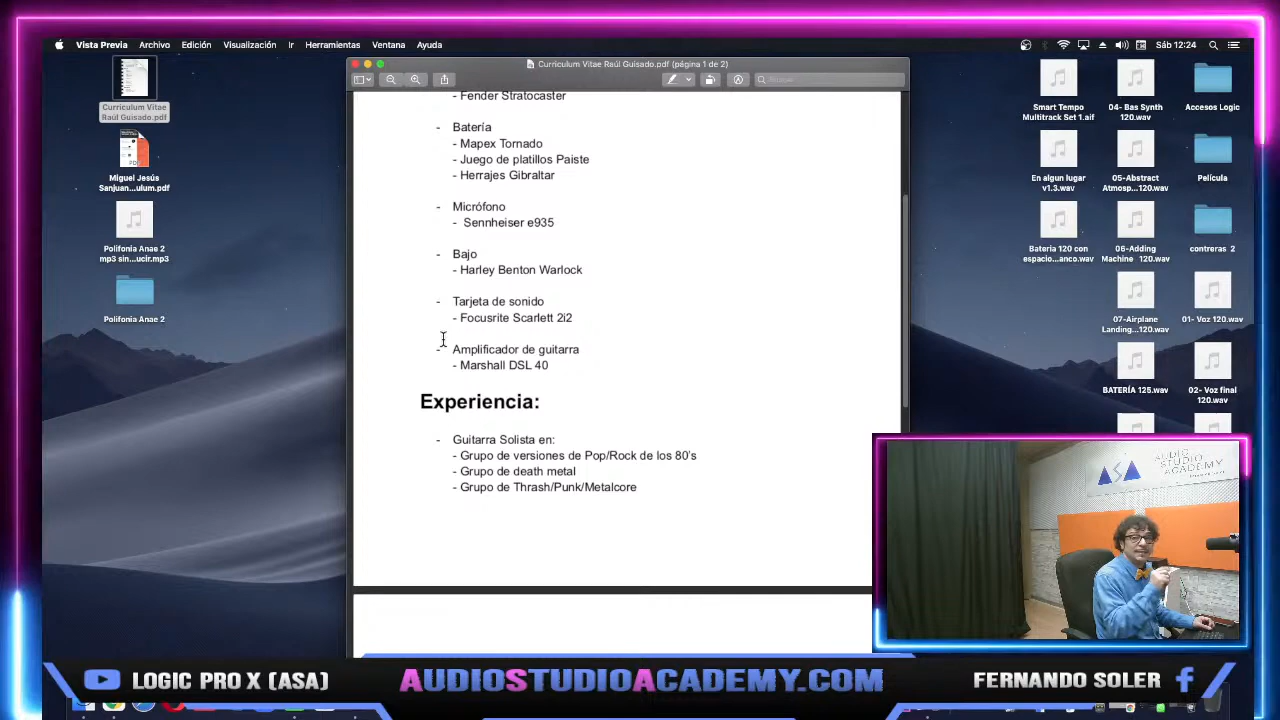 Vista Previa Archivo Edición Visualización Ir Herramientas Ventana Ayuda
Sáb 12:24
Curriculum Vitae Raúl Guisado.pdf (página 1 de 2)
Buscar
Curriculum Vitae
Raúl Guisado.pdf
Miguel Jesús
Sanjuan...ulum.pdf
Polifonia Anae 2
mp3 sin...ucir.mp3
Polifonia Anae 2
- Fender Stratocaster
- Batería
- Mapex Tornado
- Juego de platillos Paiste
- Herrajes Gibraltar
- Micrófono
- Sennheiser e935
- Bajo
- Harley Benton Warlock
- Tarjeta de sonido
- Focusrite Scarlett 2i2
- Amplificador de guitarra
- Marshall DSL 40
Experiencia:
- Guitarra Solista en:
- Grupo de versiones de Pop/Rock de los 80's
- Grupo de death metal
- Grupo de Thrash/Punk/Metalcore
Smart Tempo
Multitrack Set 1.aif
04- Bas Synth
120.wav
Accesos Logic
En algun lugar
v1.3.wav
05-Abstract
Atmosp...120.wav
Película
Bateria 120 con
espacio...anco.wav
06-Adding
Machine 120.wav
contreras 2
07-Airplane
Landing...120.wav
01- Voz 120.wav
BATERÍA 125.wav
02- Voz final
120.wav
ASA
AUDIO
STUDIO
ACADEMY
LOGIC PRO X (ASA)
AUDIOSTUDIOACADEMY.COM
FERNANDO SOLER